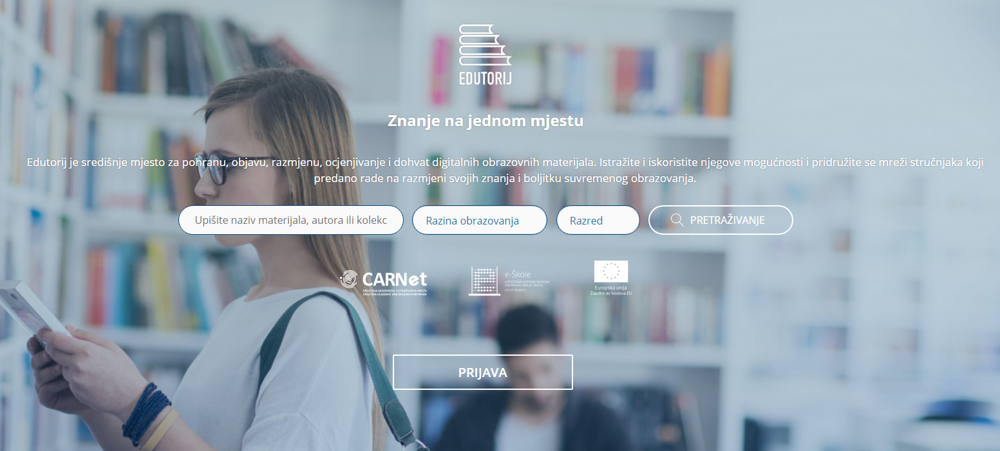 EDUTORIJ
Znanje na jednom mjestu
Edutorij je središnje mjesto za pohranu, objavu, razmjenu, ocjenjivanje i dohvat digitalnih obrazovnih materijala. Istražite i iskoristite njegove mogućnosti i pridružite se mreži stručnjaka koji
predano rade na razmjeni svojih znanja i boljitku suvremenog obrazovanja.
Upišite naziv materijala, autora ili kolekc
Razina obrazovanja
Razred
PRETRAŽIVANJE
CARNet
HRVATSKA AKADEMSKA I ISTRAŽIVAČKA MREŽA
CROATIAN ACADEMIC AND RESEARCH NETWORK
e-Škole
USPOSTAVA SUSTAVA RAZVOJA
DIGITALNO ZRELIH ŠKOLA
(PILOT PROJEKT)
Europska unija
Zajedno do fondova EU
PRIJAVA